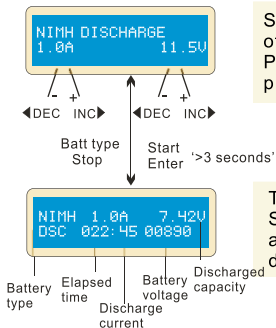 NIMH DISCHARGE
1.0A 11.5V
- + - +
◀DEC INC▶ ◀DEC INC▶
Batt type
Stop
Start
Enter
'>3 seconds'
NIMH 1.0A 7.42V
DSC 022:45 00890
Battery
type
Elapsed
time
Discharge
current
Battery
voltage
Discharged
capacity